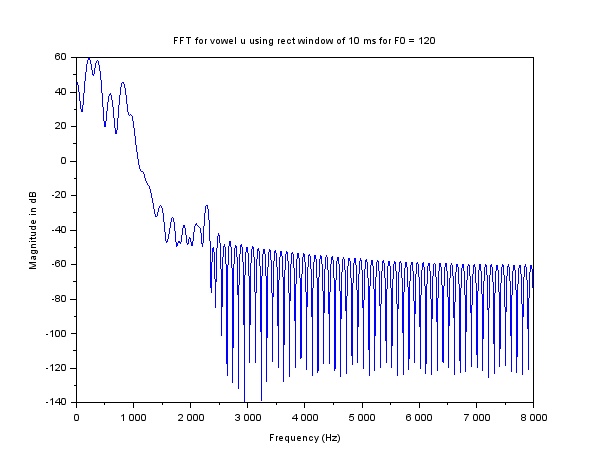 FFT for vowel u using rect window of 10 ms for F0 = 120
60
40
20
0
-20
-40
-60
-80
-100
-120
-140
Magnitude in dB
0 1 000 2 000 3 000 4 000 5 000 6 000 7 000 8 000
Frequency (Hz)